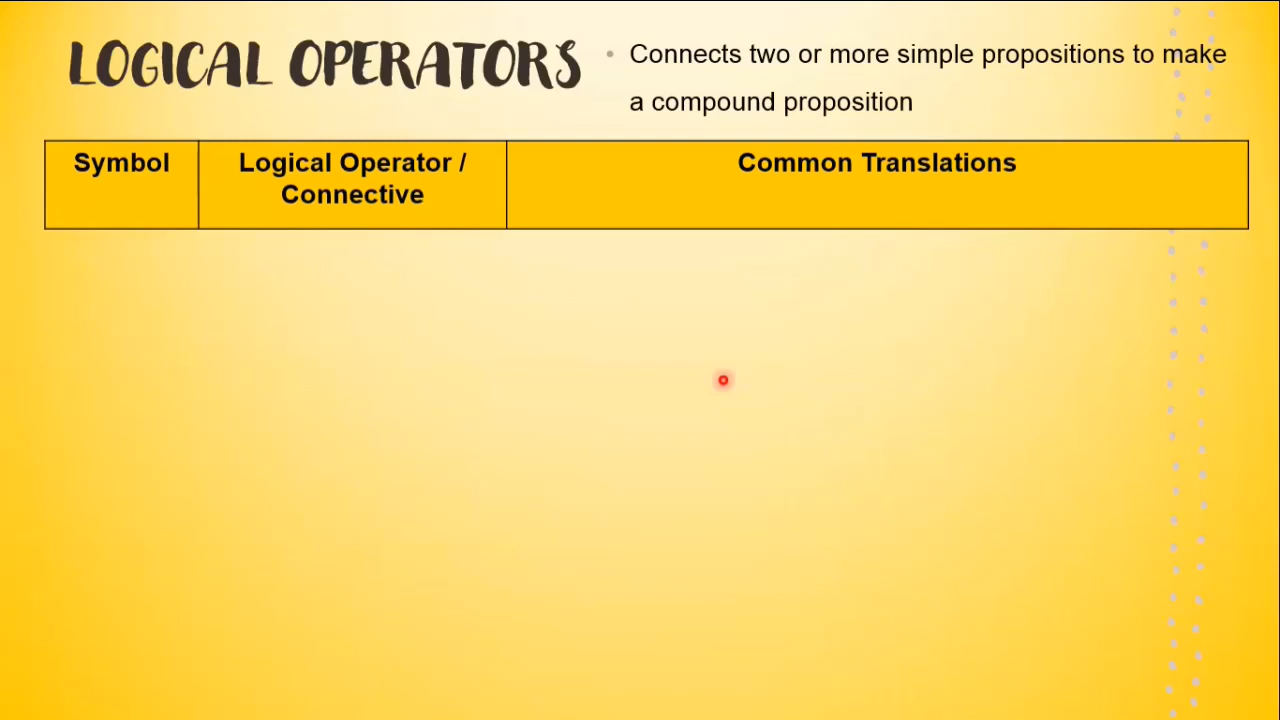 LOGICAL OPERATORS
• Connects two or more simple propositions to make
a compound proposition
Symbol
Logical Operator /
Connective
Common Translations